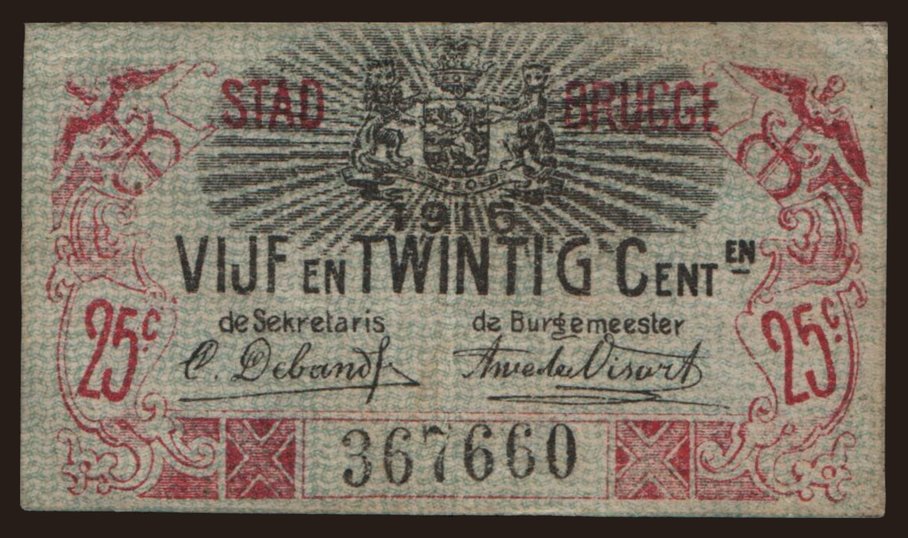 STAD BRUGGE
1916
VIJF EN TWINTIG CENTEN
de Sekretaris de Burgemeester
25c. 25c.
367660